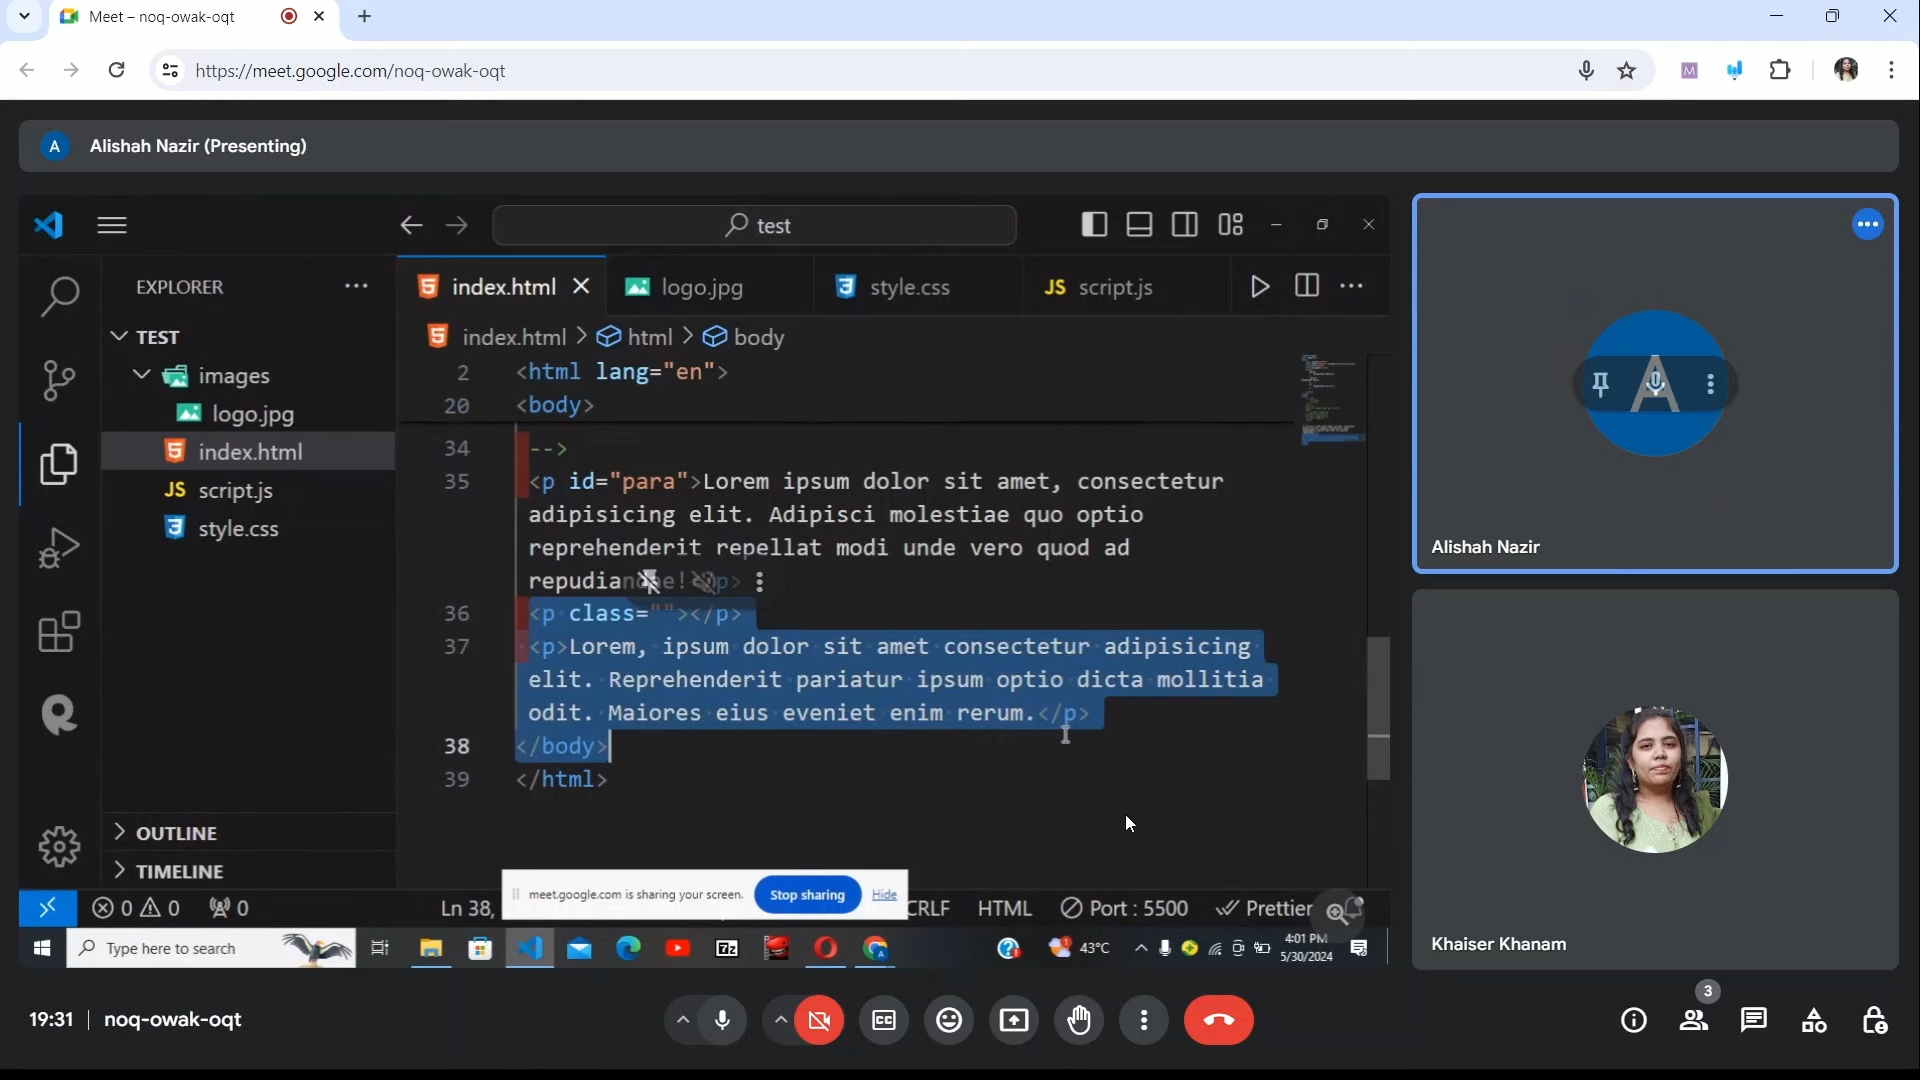 Meet – noq-owak-oqt
https://meet.google.com/noq-owak-oqt
M
A
Alishah Nazir (Presenting)
test
EXPLORER
index.html
logo.jpg
style.css
JS script.js
TEST
index.html > html > body
images
2 <html lang="en">
logo.jpg
20 <body>
index.html
34 -->
JS script.js
35 <p id="para">Lorem ipsum dolor sit amet, consectetur
style.css
adipisicing elit. Adipisci molestiae quo optio
reprehenderit repellat modi unde vero quod ad
repudiandae!</p>
36 <p class=""></p>
37 <p>Lorem, ipsum dolor sit amet consectetur adipisicing
elit. Reprehenderit pariatur ipsum optio dicta mollitia
odit. Maiores eius eveniet enim rerum.</p>
38 </body>
39 </html>
OUTLINE
TIMELINE
A
Alishah Nazir
Khaiser Khanam
meet.google.com is sharing your screen. Stop sharing Hide
0 0 0 Ln 38, CRLF HTML Port : 5500 Prettier
Type here to search
7z
43°C
4:01 PM
5/30/2024
19:31 noq-owak-oqt
CC
3